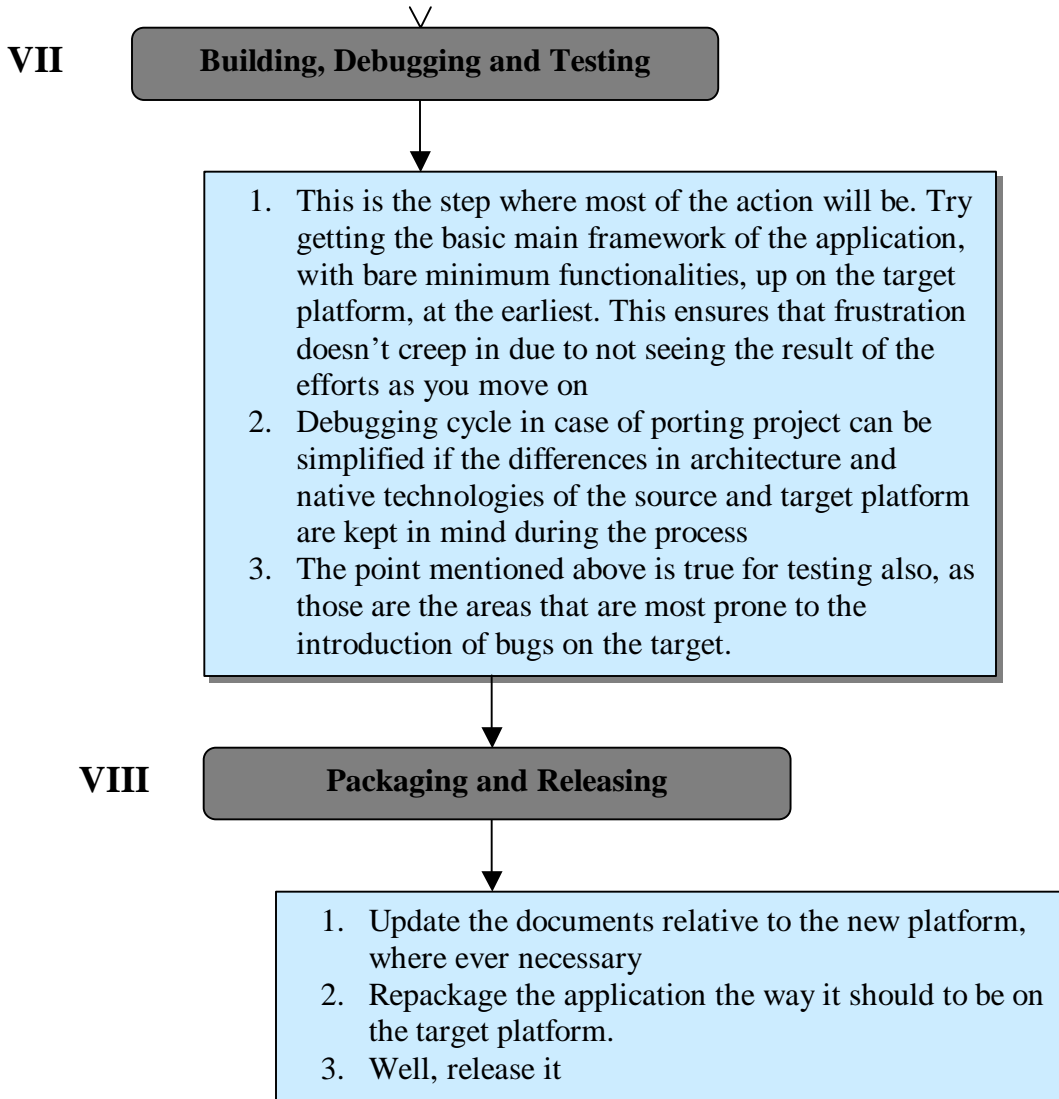 VII
Building, Debugging and Testing
1. This is the step where most of the action will be. Try
getting the basic main framework of the application,
with bare minimum functionalities, up on the target
platform, at the earliest. This ensures that frustration
doesn’t creep in due to not seeing the result of the
efforts as you move on
2. Debugging cycle in case of porting project can be
simplified if the differences in architecture and
native technologies of the source and target platform
are kept in mind during the process
3. The point mentioned above is true for testing also, as
those are the areas that are most prone to the
introduction of bugs on the target.
VIII
Packaging and Releasing
1. Update the documents relative to the new platform,
where ever necessary
2. Repackage the application the way it should to be on
the target platform.
3. Well, release it